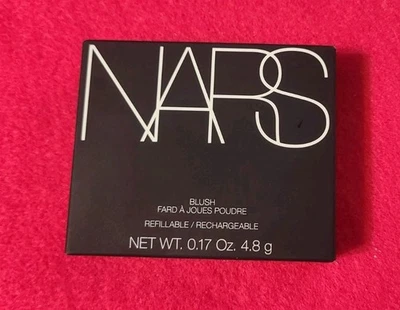 NARS
BLUSH
FARD À JOUES POUDRE
REFILLABLE / RECHARGEABLE
NET WT. 0.17 Oz. 4.8 g